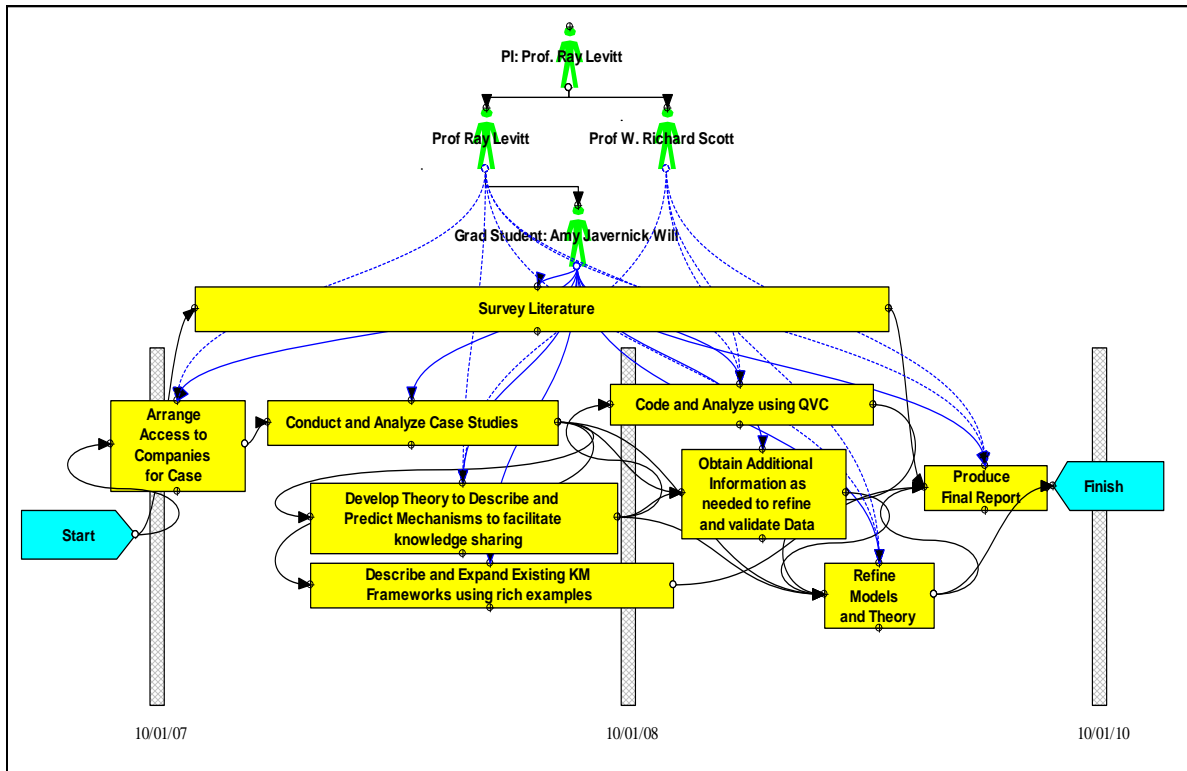 PI: Prof. Ray Levitt
Prof Ray Levitt
Prof W. Richard Scott
Grad Student: Amy Javernick Will
Survey Literature
Arrange
Access to
Companies
for Case
Conduct and Analyze Case Studies
Code and Analyze using QVC
Develop Theory to Describe and
Predict Mechanisms to facilitate
knowledge sharing
Obtain Additional
Information as
needed to refine
and validate Data
Produce
Final Report
Finish
Start
Describe and Expand Existing KM
Frameworks using rich examples
Refine
Models
and Theory
10/01/07
10/01/08
10/01/10